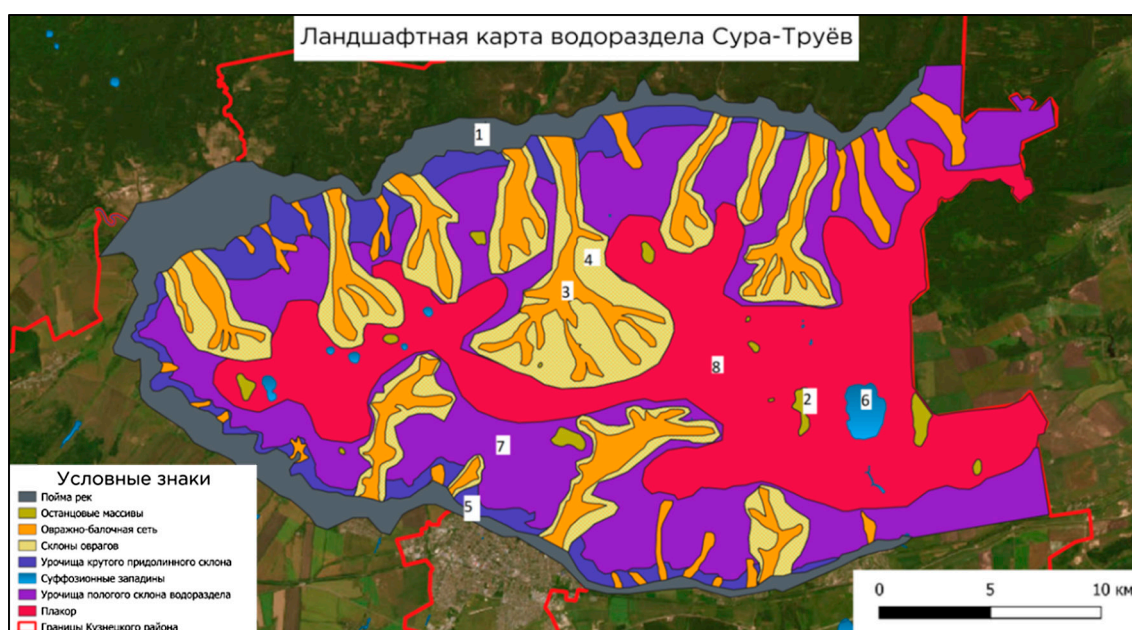 Ландшафтная карта водораздела Сура-Труёв
1
4
3
8
2
6
7
5
Условные знаки
Пойма рек
Останцовые массивы
Овражно-балочная сеть
Склоны оврагов
Урочища крутого придолинного склона
Суффозионные западины
Урочища пологого склона водораздела
Плакор
Границы Кузнецкого района
0 5 10 км